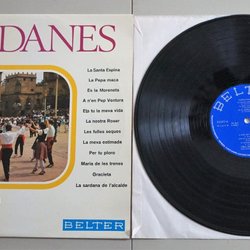 DANES
La Santa Espina
La Pepa maca
Es la Moreneta
A n'en Pep Ventura
Ets tu la meva vida
La nostra Roser
Les fulles seques
La meva estimada
Per tu ploro
Maria de les trenes
Gracieta
La sardana de l'alcalde
BELTER
BELTER